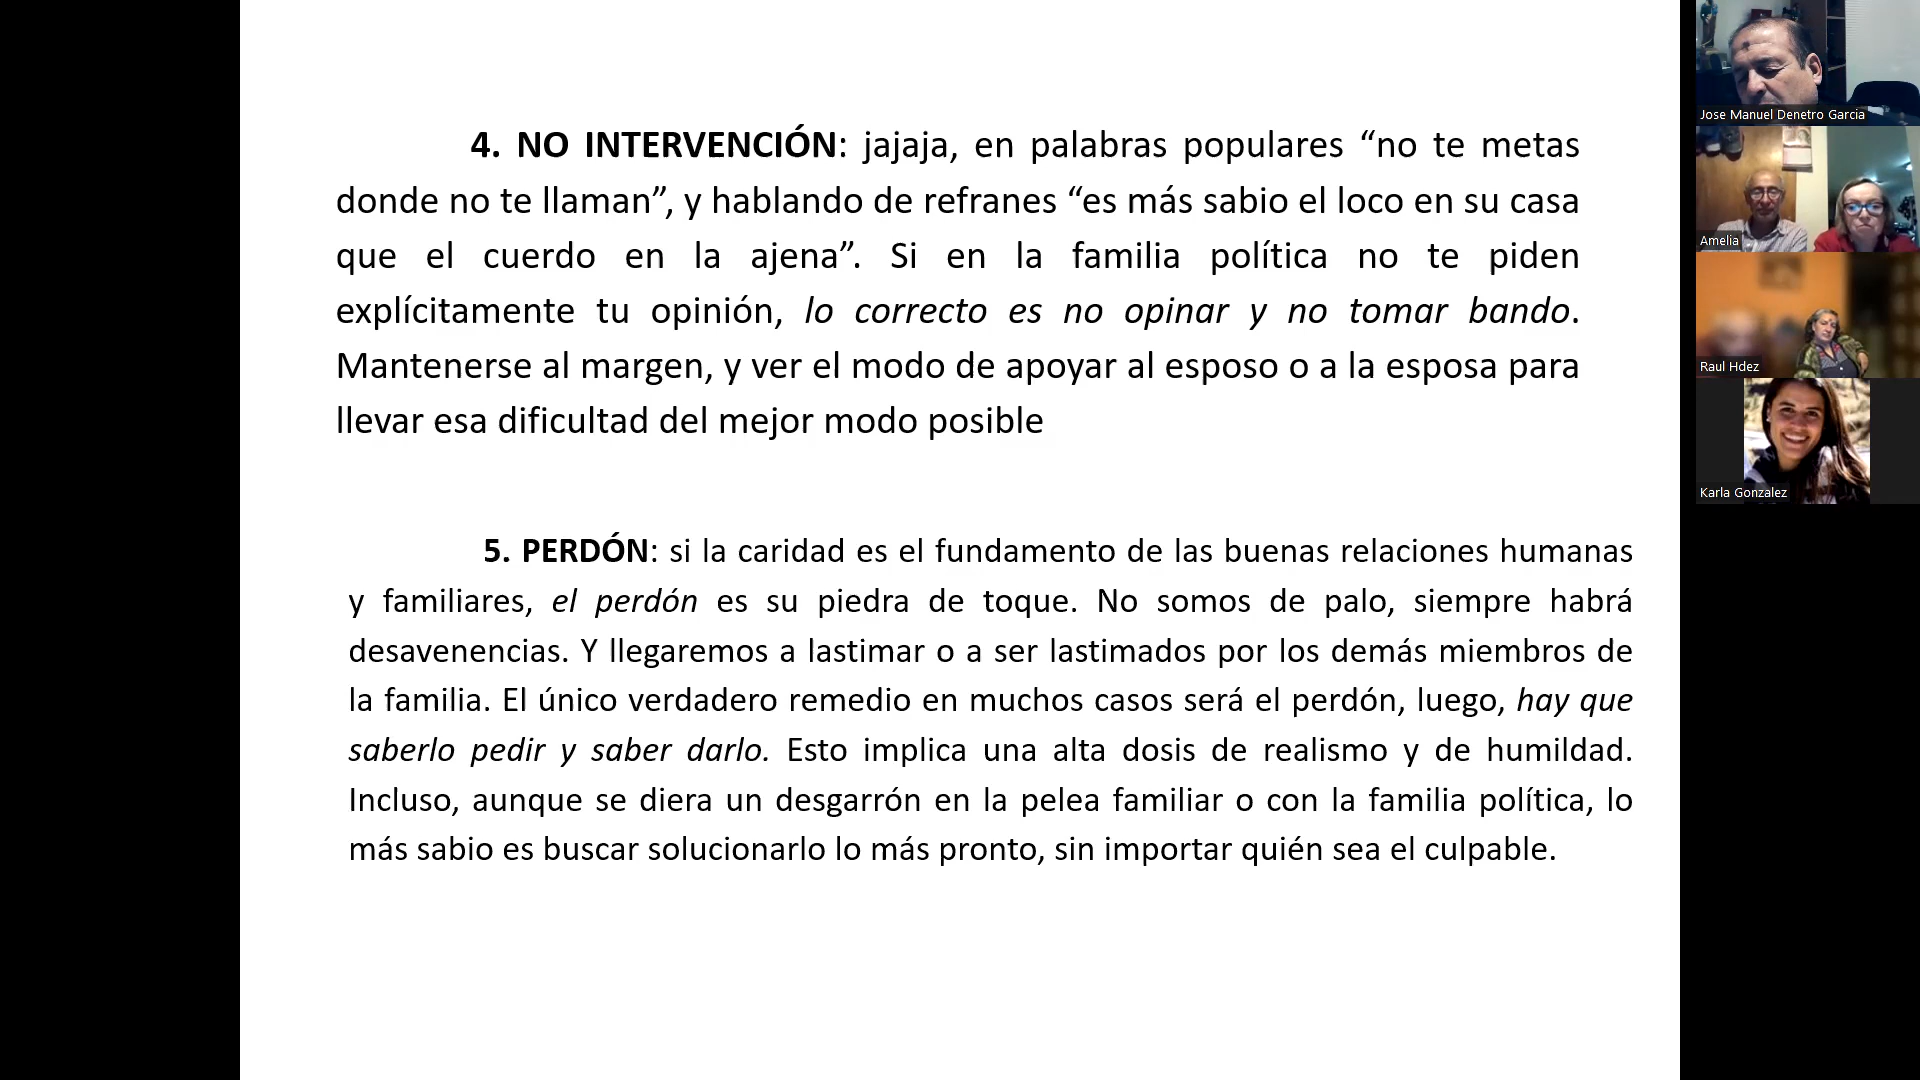 4. NO INTERVENCIÓN: jajaja, en palabras populares “no te metas
donde no te llaman”, y hablando de refranes “es más sabio el loco en su casa
que el cuerdo en la ajena”. Si en la familia política no te piden
explícitamente tu opinión, lo correcto es no opinar y no tomar bando.
Mantenerse al margen, y ver el modo de apoyar al esposo o a la esposa para
llevar esa dificultad del mejor modo posible
5. PERDÓN: si la caridad es el fundamento de las buenas relaciones humanas
y familiares, el perdón es su piedra de toque. No somos de palo, siempre habrá
desavenencias. Y llegaremos a lastimar o a ser lastimados por los demás miembros de
la familia. El único verdadero remedio en muchos casos será el perdón, luego, hay que
saberlo pedir y saber darlo. Esto implica una alta dosis de realismo y de humildad.
Incluso, aunque se diera un desgarrón en la pelea familiar o con la familia política, lo
más sabio es buscar solucionarlo lo más pronto, sin importar quién sea el culpable.
Jose Manuel Denetro Garcia
Amelia
Raul Hdez
Karla Gonzalez